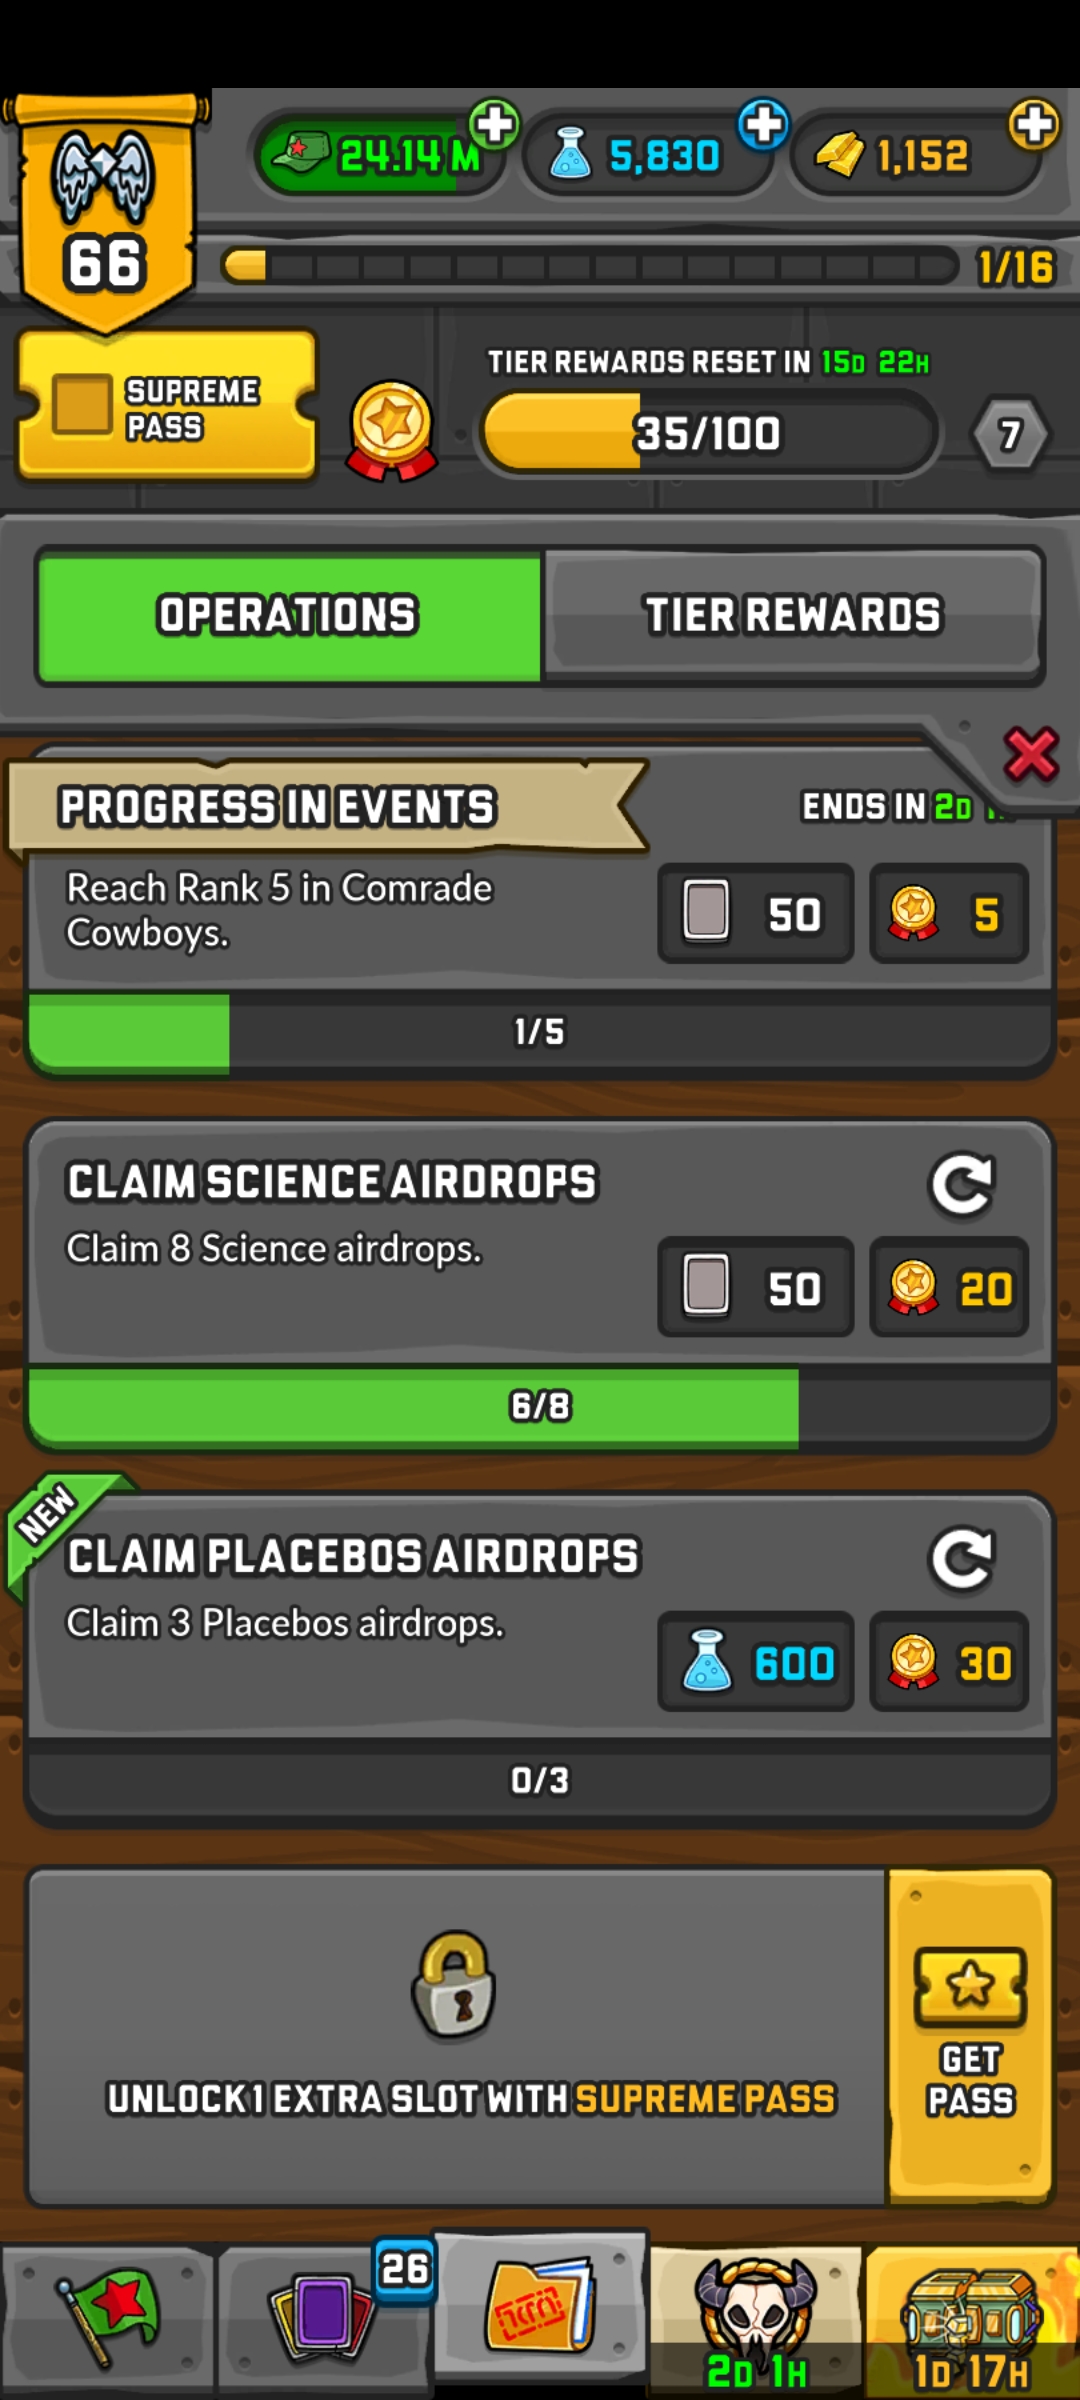 24.14 M
5,830
1,152
66
1/16
SUPREME
PASS
TIER REWARDS RESET IN 15D 22H
35/100
7
OPERATIONS
TIER REWARDS
PROGRESS IN EVENTS
ENDS IN 2D
Reach Rank 5 in Comrade
Cowboys.
50
5
1/5
CLAIM SCIENCE AIRDROPS
Claim 8 Science airdrops.
50
20
6/8
NEW
CLAIM PLACEBOS AIRDROPS
Claim 3 Placebos airdrops.
600
30
0/3
UNLOCK 1 EXTRA SLOT WITH SUPREME PASS
GET
PASS
26
2D 1H
1D 17H